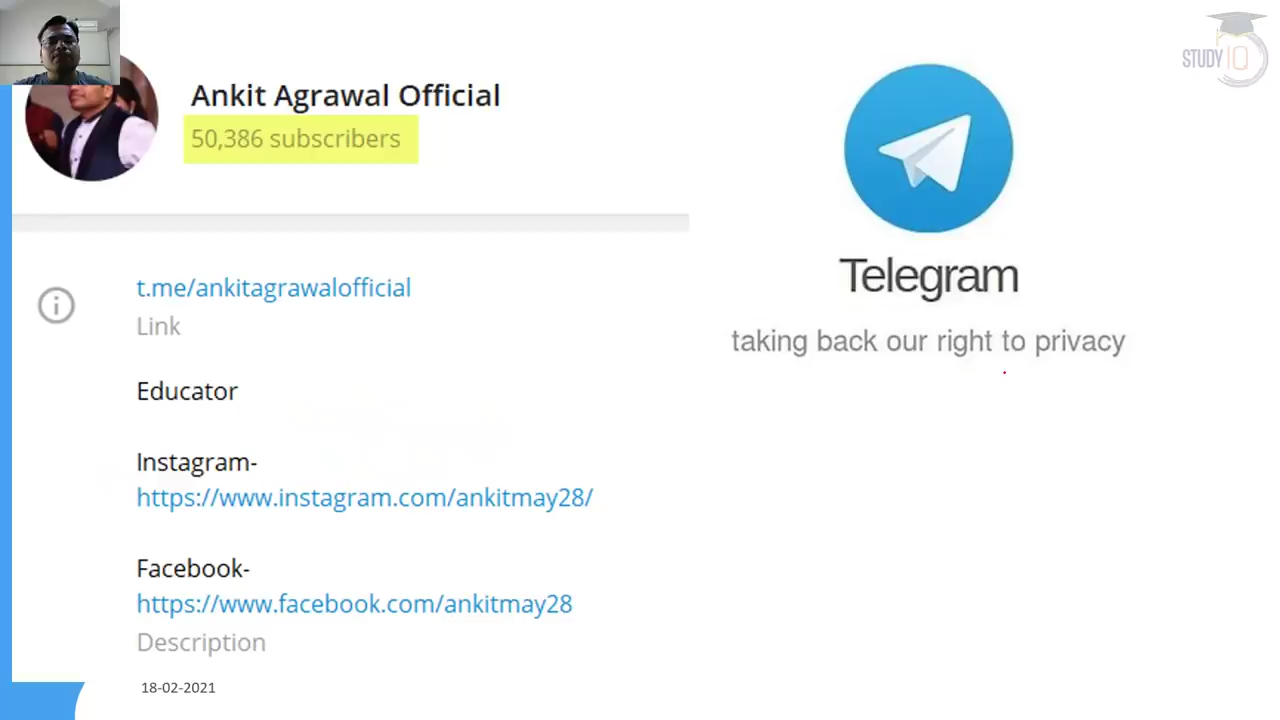 STUDY IQ
Ankit Agrawal Official
50,386 subscribers
t.me/ankitagrawalofficial
Link
Educator
Instagram-
https://www.instagram.com/ankitmay28/
Facebook-
https://www.facebook.com/ankitmay28
Description
18-02-2021
Telegram
taking back our right to privacy